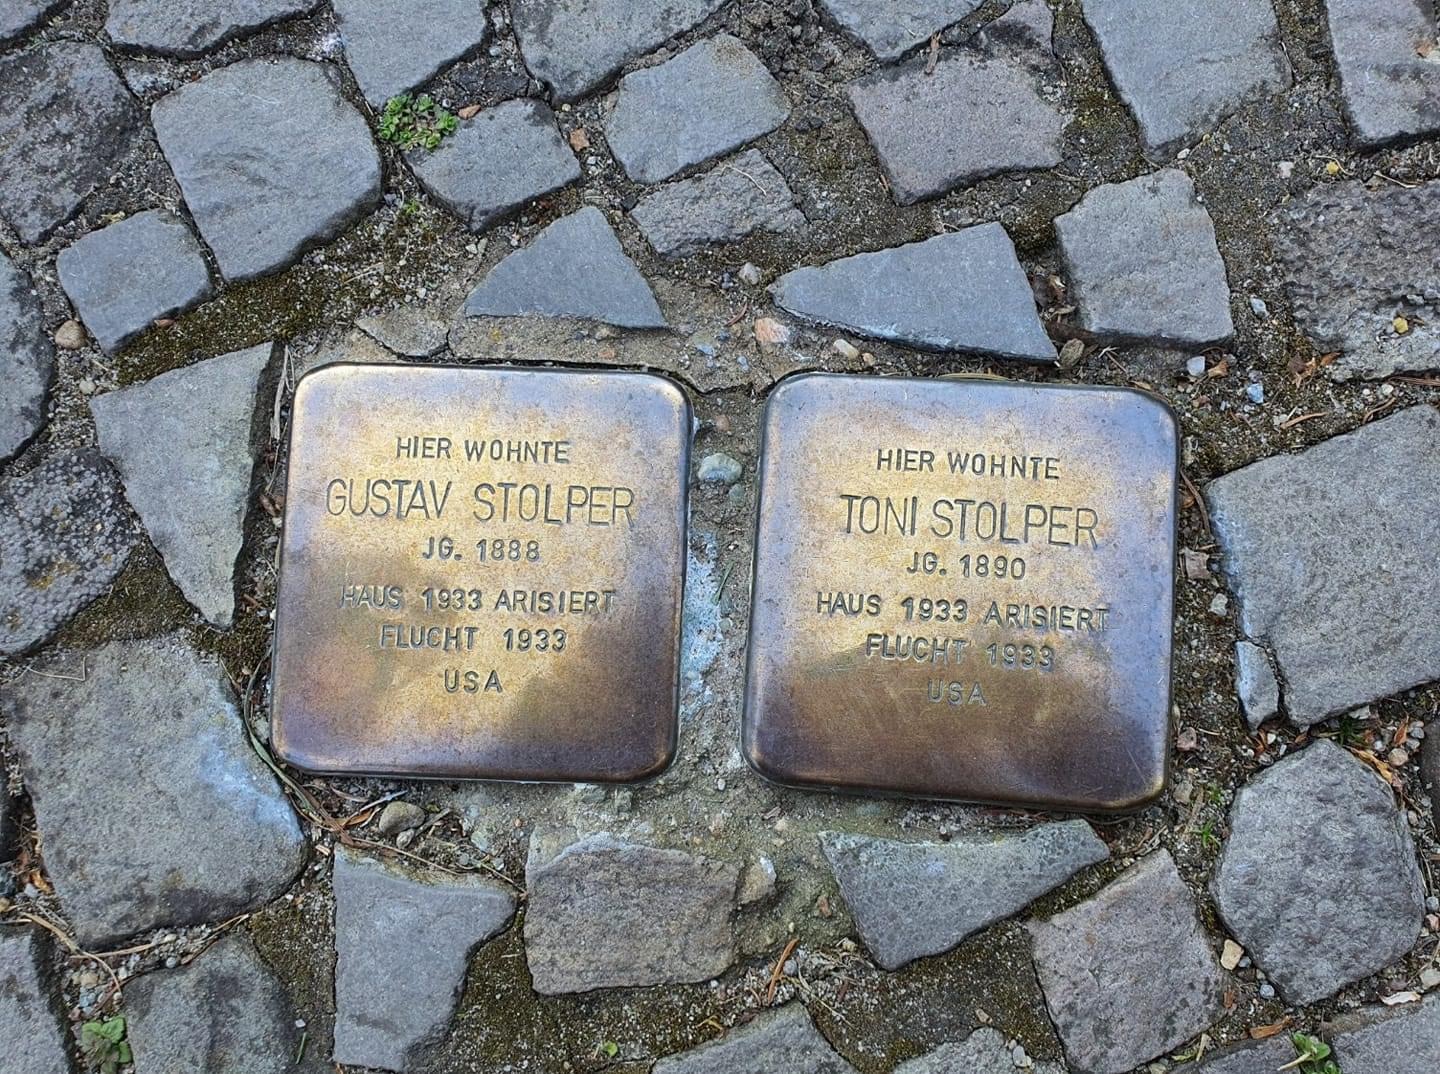 HIER WOHNTE
GUSTAV STOLPER
JG. 1888
HAUS 1933 ARISIERT
FLUCHT 1933
USA
HIER WOHNTE
TONI STOLPER
JG. 1890
HAUS 1933 ARISIERT
FLUCHT 1933
USA